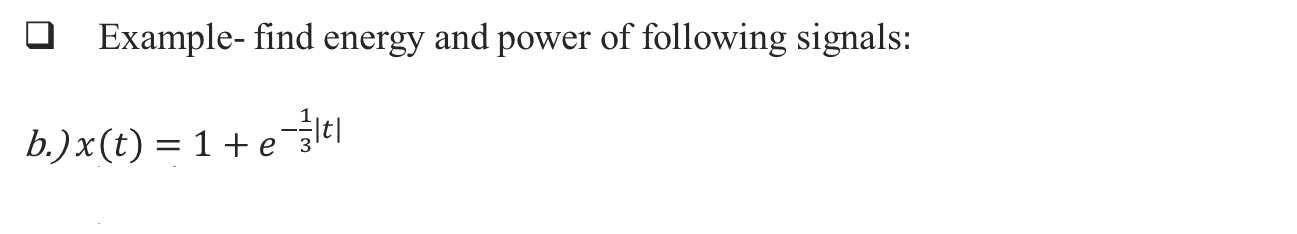 ❑ Example- find energy and power of following signals:
b.) x(t) = 1 + e^{-\frac{1}{3}|t|}